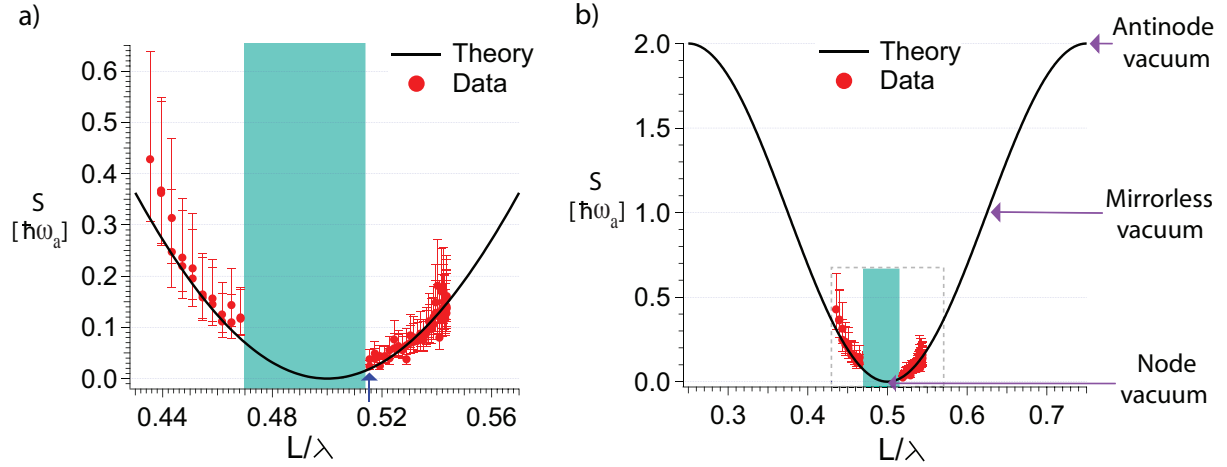 a)
Theory
Data
0.6
0.5
0.4
0.3
0.2
0.1
0.0
S
[ħωₐ]
0.44
0.48
0.52
0.56
L/λ
b)
Theory
Data
2.0
1.5
1.0
0.5
0.0
S
[ħωₐ]
0.3
0.4
0.5
0.6
0.7
L/λ
Antinode
vacuum
Mirrorless
vacuum
Node
vacuum